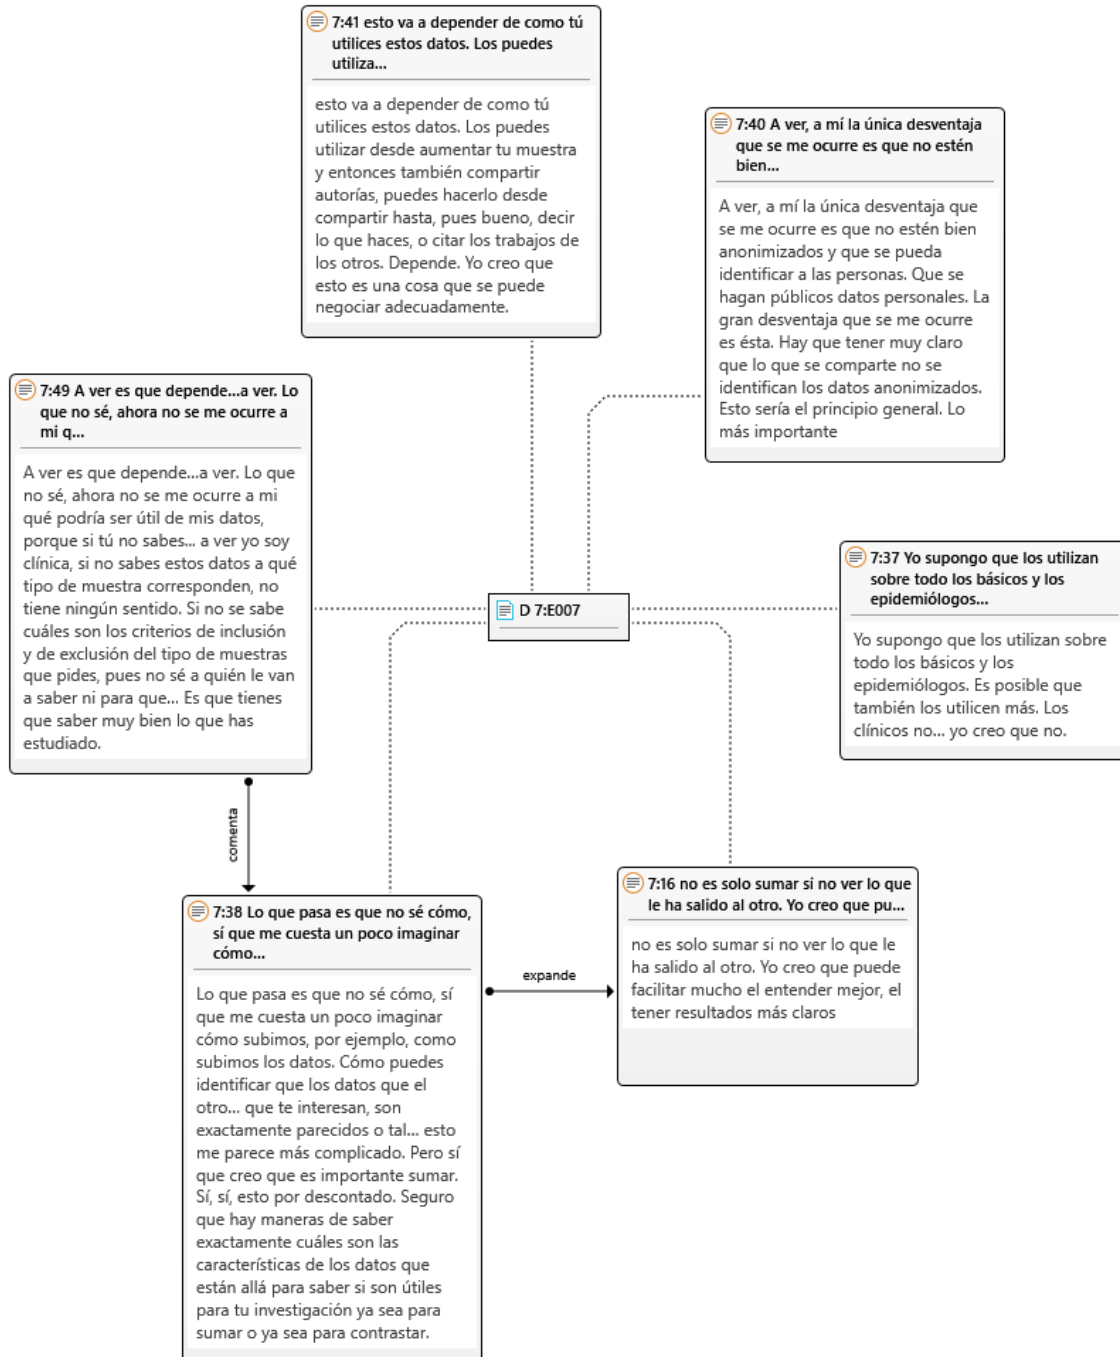 7:41 esto va a depender de como tú
utilices estos datos. Los puedes
utiliza...
esto va a depender de como tú
utilices estos datos. Los puedes
utilizar desde aumentar tu muestra
y entonces también compartir
autorías, puedes hacerlo desde
compartir hasta, pues bueno, decir
lo que haces, o citar los trabajos de
los otros. Depende. Yo creo que
esto es una cosa que se puede
negociar adecuadamente.
7:40 A ver, a mí la única desventaja
que se me ocurre es que no estén
bien...
A ver, a mí la única desventaja que
se me ocurre es que no estén bien
anonimizados y que se pueda
identificar a las personas. Que se
hagan públicos datos personales. La
gran desventaja que se me ocurre
es ésta. Hay que tener muy claro
que lo que se comparte no se
identifican los datos anonimizados.
Esto sería el principio general. Lo
más importante
7:49 A ver es que depende...a ver. Lo
que no sé, ahora no se me ocurre a
mi q...
A ver es que depende...a ver. Lo que
no sé, ahora no se me ocurre a mi
qué podría ser útil de mis datos,
porque si tú no sabes... a ver yo soy
clínica, si no sabes estos datos a qué
tipo de muestra corresponden, no
tiene ningún sentido. Si no se sabe
cuáles son los criterios de inclusión
y de exclusión del tipo de muestras
que pides, pues no sé a quién le van
a saber ni para que... Es que tienes
que saber muy bien lo que has
estudiado.
D 7:E007
7:37 Yo supongo que los utilizan
sobre todo los básicos y los
epidemiólogos...
Yo supongo que los utilizan sobre
todo los básicos y los
epidemiólogos. Es posible que
también los utilicen más. Los
clínicos no... yo creo que no.
comenta
7:38 Lo que pasa es que no sé cómo,
sí que me cuesta un poco imaginar
cómo...
Lo que pasa es que no sé cómo, sí
que me cuesta un poco imaginar
cómo subimos, por ejemplo, como
subimos los datos. Cómo puedes
identificar que los datos que el
otro... que te interesan, son
exactamente parecidos o tal... esto
me parece más complicado. Pero sí
que creo que es importante sumar.
Sí, sí, esto por descontado. Seguro
que hay maneras de saber
exactamente cuáles son las
características de los datos que
están allá para saber si son útiles
para tu investigación ya sea para
sumar o ya sea para contrastar.
expande
7:16 no es solo sumar si no ver lo que
le ha salido al otro. Yo creo que pu...
no es solo sumar si no ver lo que le
ha salido al otro. Yo creo que puede
facilitar mucho el entender mejor, el
tener resultados más claros